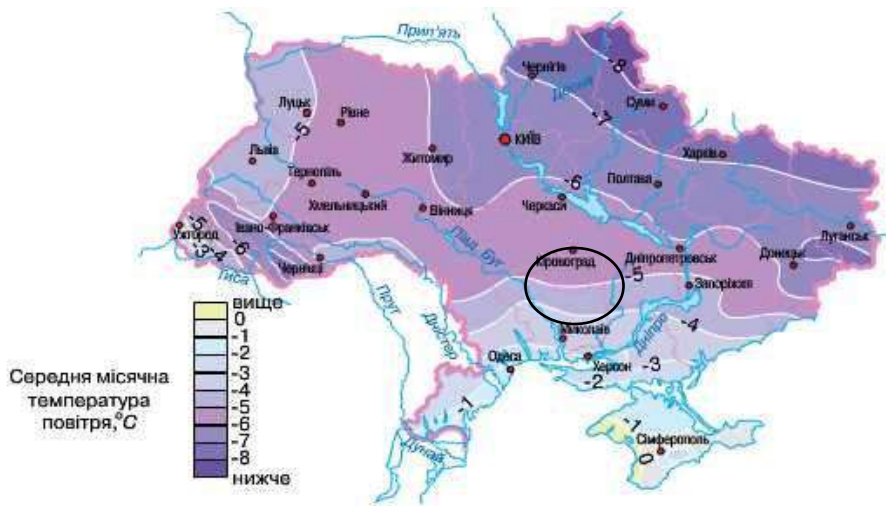 Прип'ять
Чернігів
-8
Десна
Суми
Луцьк
Рівне
-7
-5
КИЇВ
Львів
Житомир
Харків
Тернопіль
-6
Полтава
Хмельницький
Вінниця
Черкаси
-5
Ужгород
Івано-Франківськ
-6
Луганськ
-3
-4
Півд. Буг
Кіровоград
Дніпропетровськ
Донецьк
Чернівці
-5
Тиса
Запоріжжя
Прут
вище
0
-1
-2
-3
-4
-5
-6
-7
-8
нижче
Дністер
Миколаїв
Дніпро
-4
Одеса
Херсон
-3
-2
Середня місячна
температура
повітря,°С
-1
-1
Сімферополь
Дунай
0